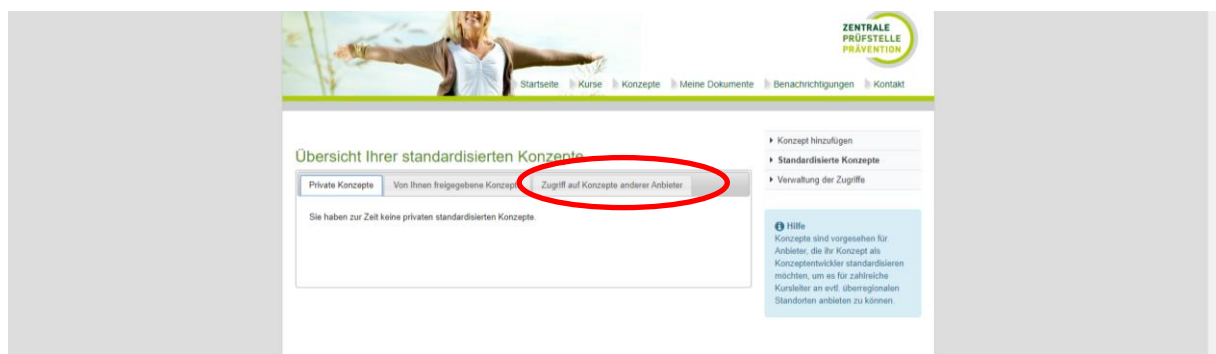 ZENTRALE
PRÜFSTELLE
PRÄVENTION
Startseite Kurse Konzepte Meine Dokumente Benachrichtigungen Kontakt
Übersicht Ihrer standardisierten Konzepte
Private Konzepte Von Ihnen freigegebene Konzepte Zugriff auf Konzepte anderer Anbieter
Sie haben zur Zeit keine privaten standardisierten Konzepte.
Konzept hinzufügen
Standardisierte Konzepte
Verwaltung der Zugriffe
Hilfe
Konzepte sind vorgesehen für
Anbieter, die ihr Konzept als
Konzeptentwickler standardisieren
möchten, um es für zahlreiche
Kursleiter an evtl. überregionalen
Standorten anbieten zu können.